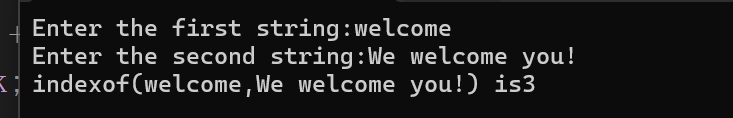 Enter the first string:welcome
Enter the second string:We welcome you!
indexof(welcome,We welcome you!) is3